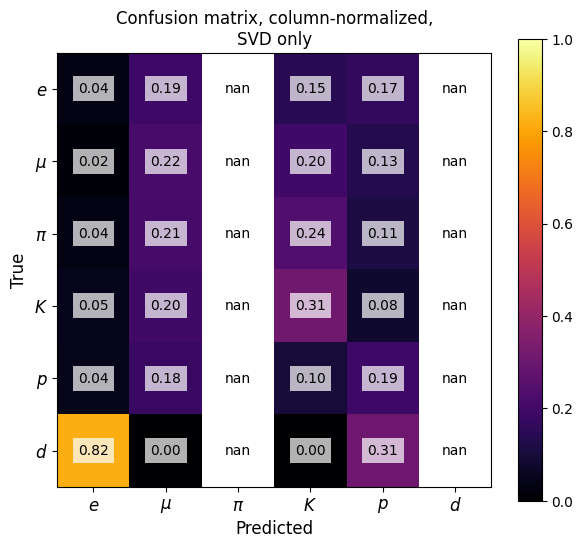 Confusion matrix, column-normalized,
SVD only
1.0
e 0.04 0.19 nan 0.15 0.17 nan
μ 0.02 0.22 nan 0.20 0.13 nan
0.8
π 0.04 0.21 nan 0.24 0.11 nan
0.6
True
K 0.05 0.20 nan 0.31 0.08 nan
0.4
p 0.04 0.18 nan 0.10 0.19 nan
0.2
d 0.82 0.00 nan 0.00 0.31 nan
0.0
e μ π K p d
Predicted